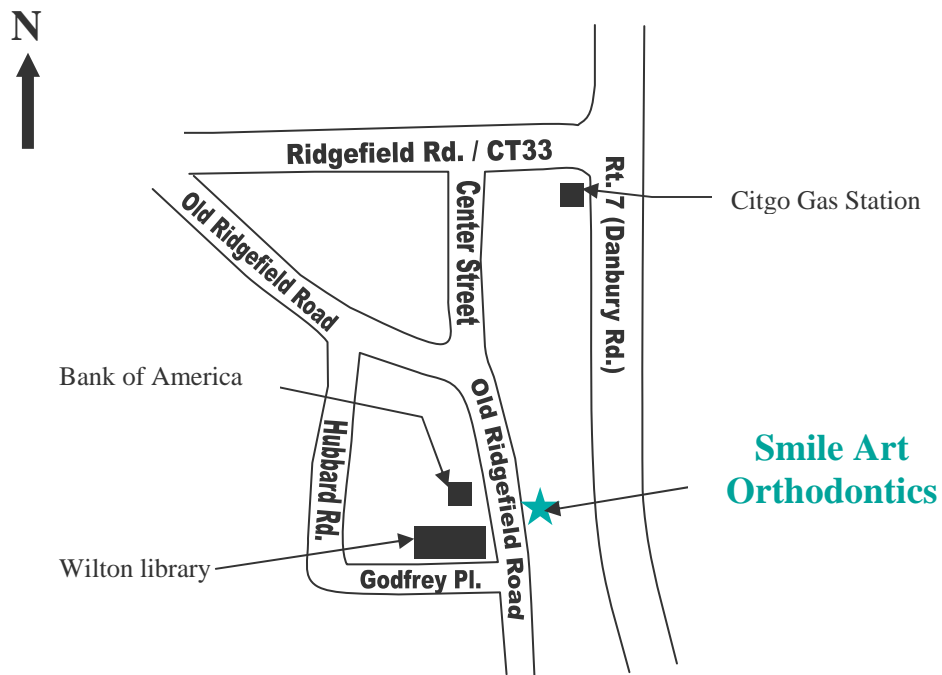 N
Ridgefield Rd. / CT33
Rt. 7 (Danbury Rd.)
Citgo Gas Station
Center Street
Old Ridgefield Road
Bank of America
Old Ridgefield Road
Hubbard Rd.
Smile Art
Orthodontics
Wilton library
Godfrey Pl.